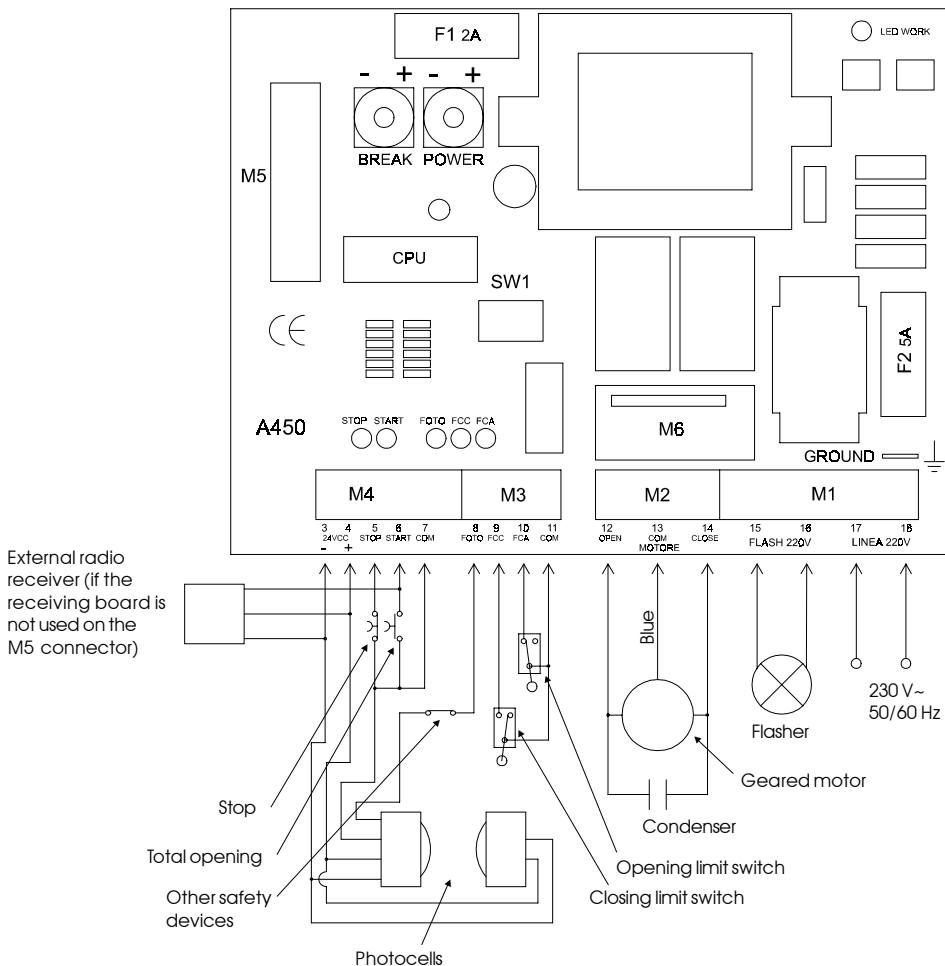 F1 2A
LED WORK
- + - +
BREAK POWER
M5
CPU
SW1
CE
F2 5A
A450
STOP START FOTO FCC FCA
M6
GROUND
M4 M3 M2 M1
3 4 5 6 7 8 9 10 11 12 13 14 15 16 17 18
24VCC STOP START COM FOTO FCC FCA COM OPEN COM CLOSE FLASH 220V LINEA 220V
- + MOTORE
External radio
receiver (if the
receiving board is
not used on the
M5 connector)
Blue
230 V~
50/60 Hz
Flasher
Geared motor
Stop
Condenser
Total opening
Opening limit switch
Other safety
devices
Closing limit switch
Photocells